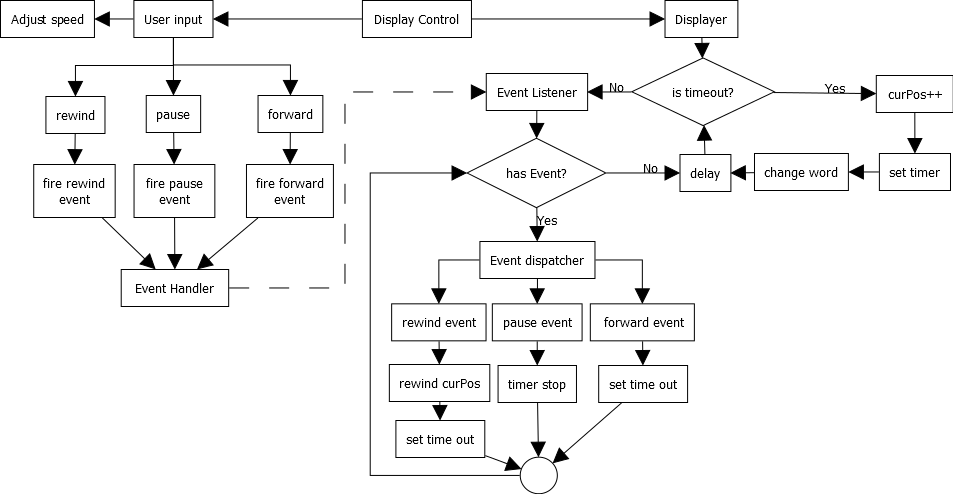 Adjust speed
User input
Display Control
Displayer
No
is timeout?
Yes
curPos++
Event Listener
rewind
pause
forward
has Event?
No
delay
change word
set timer
fire rewind
event
fire pause
event
fire forward
event
Yes
Event dispatcher
Event Handler
rewind event
pause event
forward event
rewind curPos
timer stop
set time out
set time out